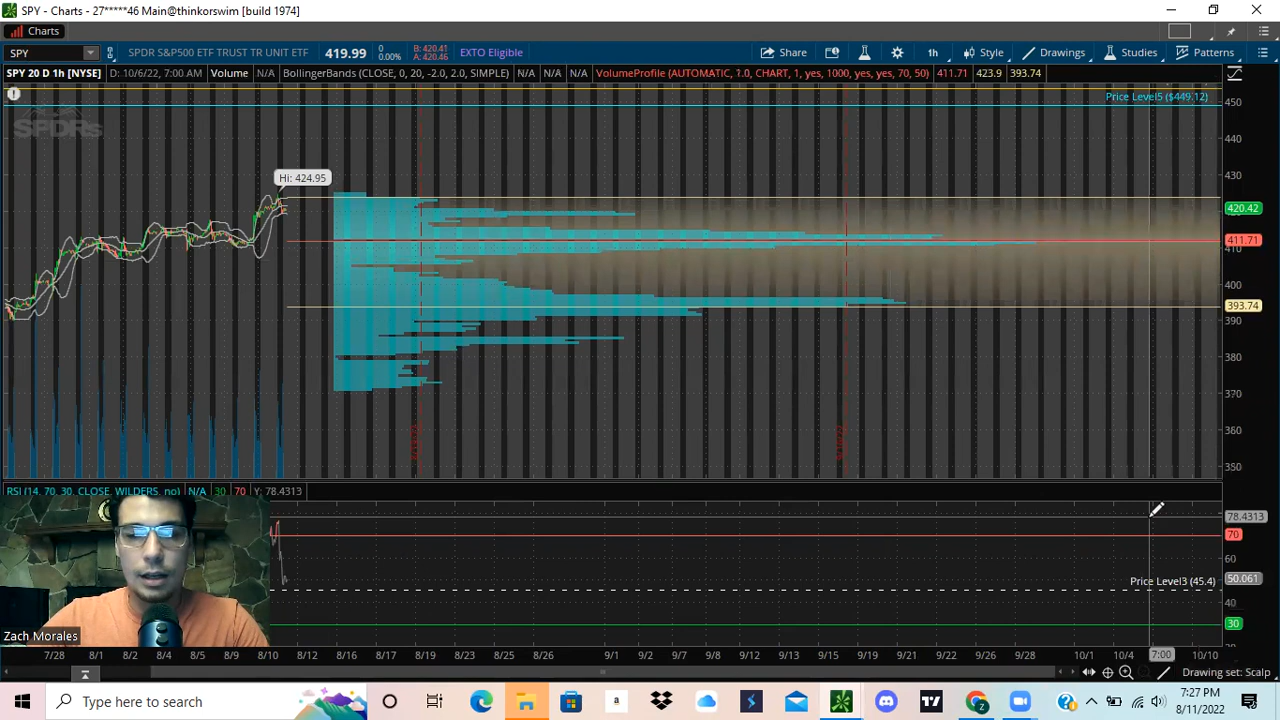 SPY - Charts - 27*****46 Main@thinkorswim [build 1974]
Charts
SPY SPDR S&P500 ETF TRUST TR UNIT ETF 419.99 0 0.00% B: 420.41 A: 420.46 EXTO Eligible Share 1h Style Drawings Studies Patterns
SPY 20 D 1h [NYSE] D: 10/6/22, 7:00 AM Volume N/A BollingerBands (CLOSE, 0, 20, -2.0, 2.0, SIMPLE) N/A N/A N/A VolumeProfile (AUTOMATIC, 1.0, CHART, 1, yes, 1000, yes, yes, 70, 50) 411.71 423.9 393.74
SPDRs
Price Level5 ($449.12)
450
440
430
Hi: 424.95
420.42
411.71
410
400
393.74
390
380
370
360
350
RSI (14, 70, 30, CLOSE, WILDERS, no) N/A 30 70 Y: 78.4313
78.4313
70
60
Price Level3 (45.4) 50.061
40
30
Zach Morales
7/28 8/1 8/2 8/4 8/5 8/9 8/10 8/12 8/16 8/17 8/19 8/23 8/25 8/26 9/1 9/2 9/7 9/8 9/12 9/13 9/15 9/19 9/21 9/22 9/26 9/28 10/1 10/4 7:00 10/10
Drawing set: Scalp
Type here to search
7:27 PM
8/11/2022